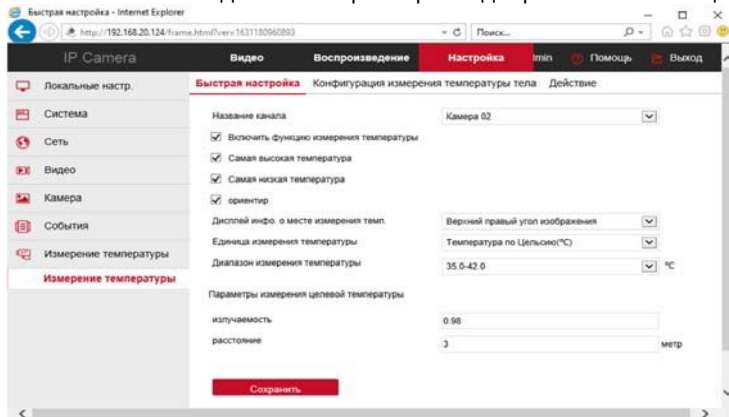 Быстрая настройка - Internet Explorer
http://192.168.20.124/frame.html?ver=1631180960893
Поиск...
IP Camera
Видео
Воспроизведение
Настройка
lmin
Помощь
Выход
Локальные настр.
Система
Сеть
Видео
Камера
События
Измерение температуры
Измерение температуры
Быстрая настройка
Конфигурация измерения температуры тела
Действие
Название канала
Камера 02
Включить функцию измерения температуры
Самая высокая температура
Самая низкая температура
ориентир
Дисплей инфо. о месте измерения темп.
Верхний правый угол изображения
Единица измерения температуры
Температура по Цельсию(℃)
Диапазон измерения температуры
35.0-42.0
℃
Параметры измерения целевой температуры
излучаемость
0.98
расстояние
3
метр
Сохранить